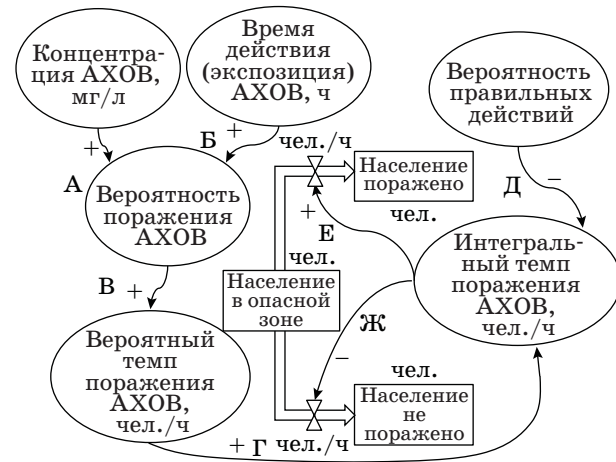 Концентра-
ция АХОВ,
мг/л
Время
действия
(экспозиция)
АХОВ, ч
Вероятность
правильных
действий
+
Б
+
чел./ч
Население
поражено
чел.
А
Вероятность
поражения
АХОВ
+
Е
Д
−
В
+
чел.
Население
в опасной
зоне
Интеграль-
ный темп
поражения
АХОВ,
чел./ч
Ж
−
Вероятный
темп
поражения
АХОВ,
чел./ч
чел.
Население
не
поражено
+ Г
чел./ч